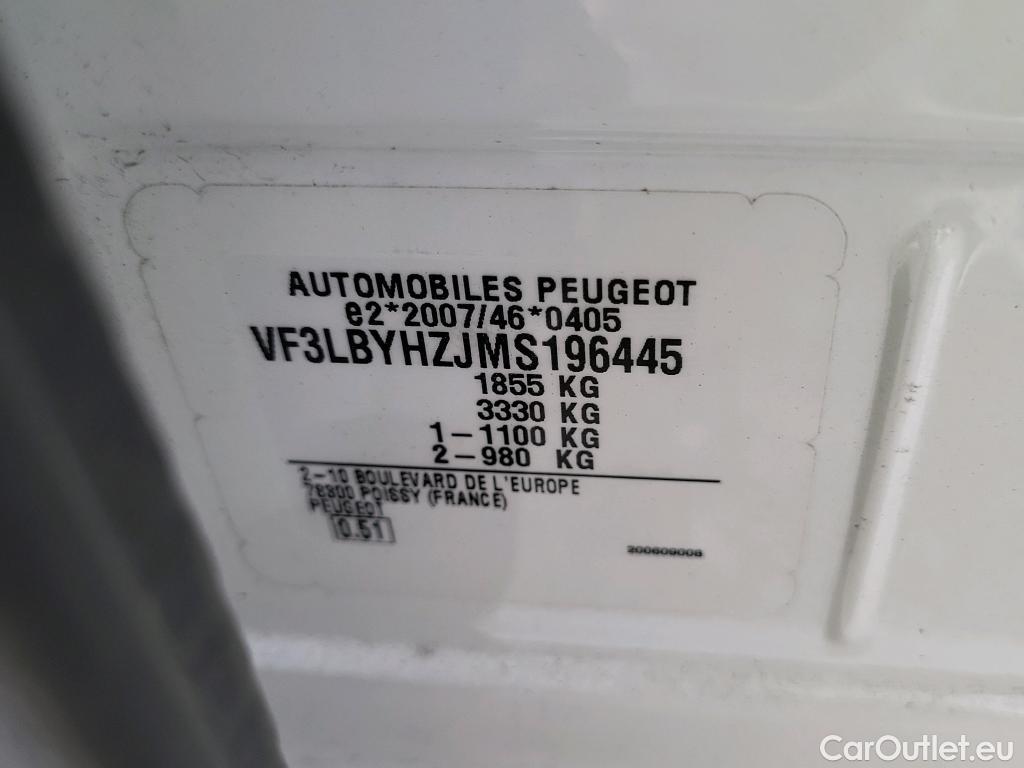 AUTOMOBILES PEUGEOT
e2*2007/46*0405
VF3LBYHZJMS196445
1855 KG
3330 KG
1-1100 KG
2-980 KG
2-10 BOULEVARD DE L'EUROPE
78300 POISSY (FRANCE)
PEUGEOT
0.51
200609008
CarOutlet.eu